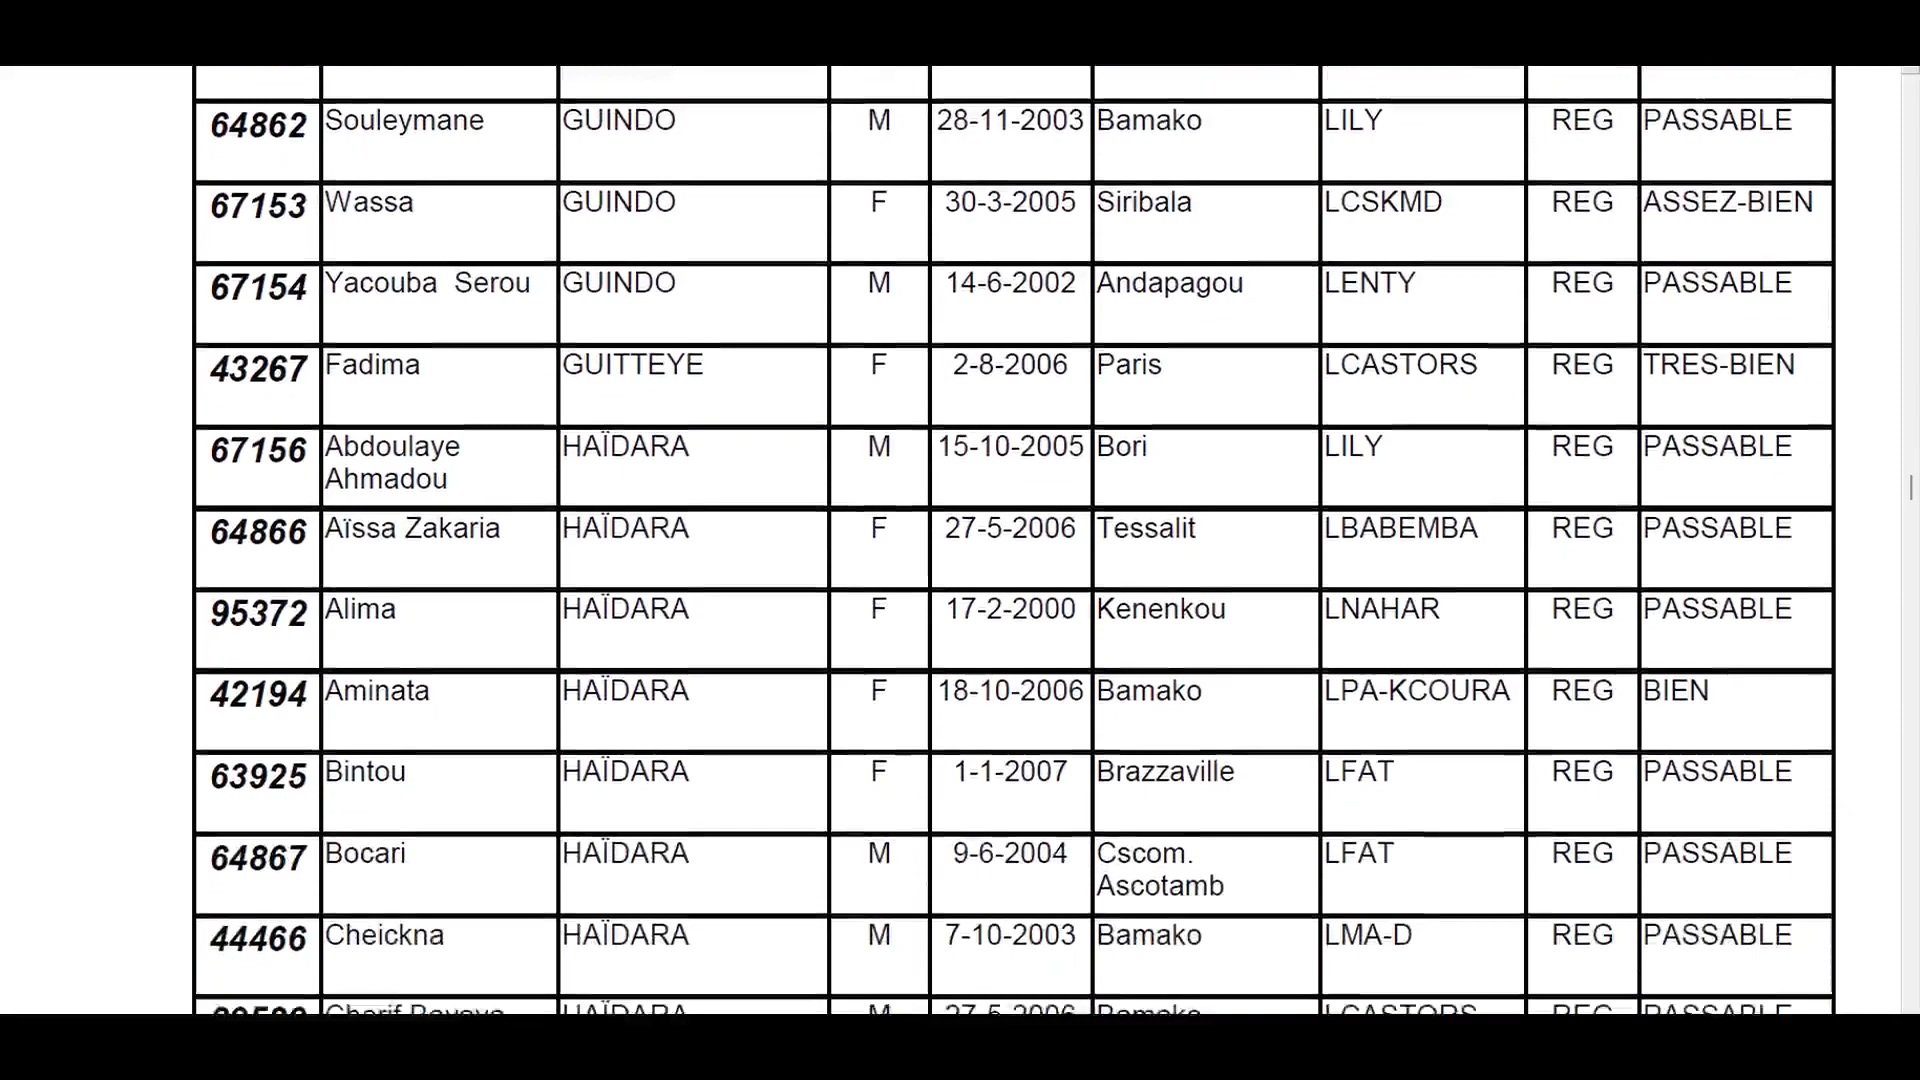 64862 Souleymane GUINDO M 28-11-2003 Bamako LILY REG PASSABLE
67153 Wassa GUINDO F 30-3-2005 Siribala LCSKMD REG ASSEZ-BIEN
67154 Yacouba Serou GUINDO M 14-6-2002 Andapagou LENTY REG PASSABLE
43267 Fadima GUITTEYE F 2-8-2006 Paris LCASTORS REG TRES-BIEN
67156 Abdoulaye HAÏDARA M 15-10-2005 Bori LILY REG PASSABLE
Ahmadou
64866 Aïssa Zakaria HAÏDARA F 27-5-2006 Tessalit LBABEMBA REG PASSABLE
95372 Alima HAÏDARA F 17-2-2000 Kenenkou LNAHAR REG PASSABLE
42194 Aminata HAÏDARA F 18-10-2006 Bamako LPA-KCOURA REG BIEN
63925 Bintou HAÏDARA F 1-1-2007 Brazzaville LFAT REG PASSABLE
64867 Bocari HAÏDARA M 9-6-2004 Cscom. LFAT REG PASSABLE
Ascotamb
44466 Cheickna HAÏDARA M 7-10-2003 Bamako LMA-D REG PASSABLE
HAÏDARA M 27-5-2006 Bamako LCASTORS REG PASSABLE